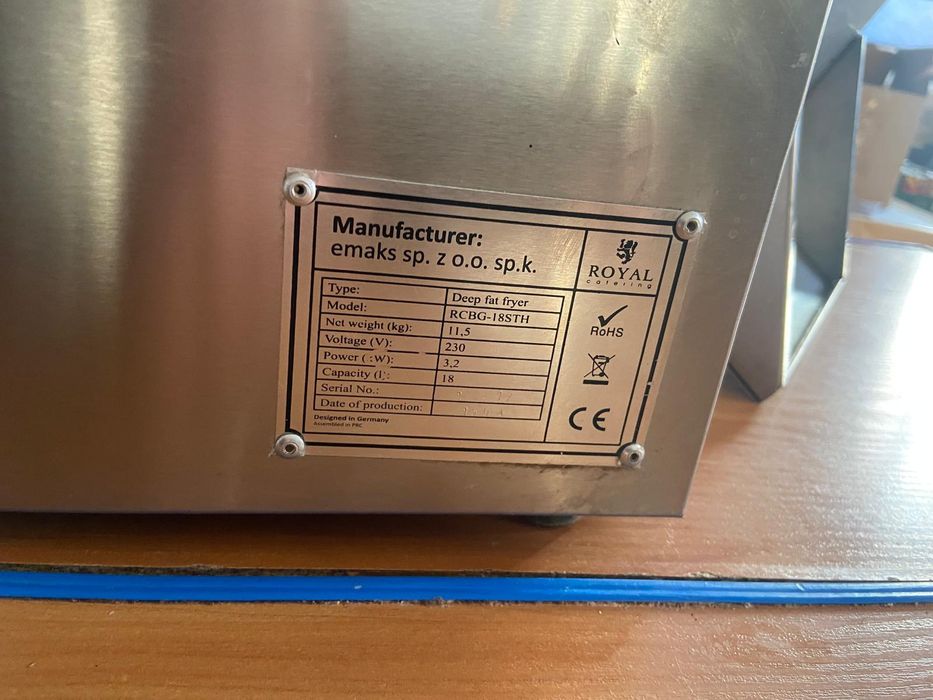 Manufacturer:
emaks sp. z o.o. sp.k.
ROYAL
catering
Type: Deep fat fryer
Model: RCBG-18STH
Net weight (kg): 11,5
Voltage (V): 230
Power (:W): 3,2
Capacity (l): 18
Serial No.:
Date of production:
Designed in Germany
Assembled in PRC
RoHS
CE